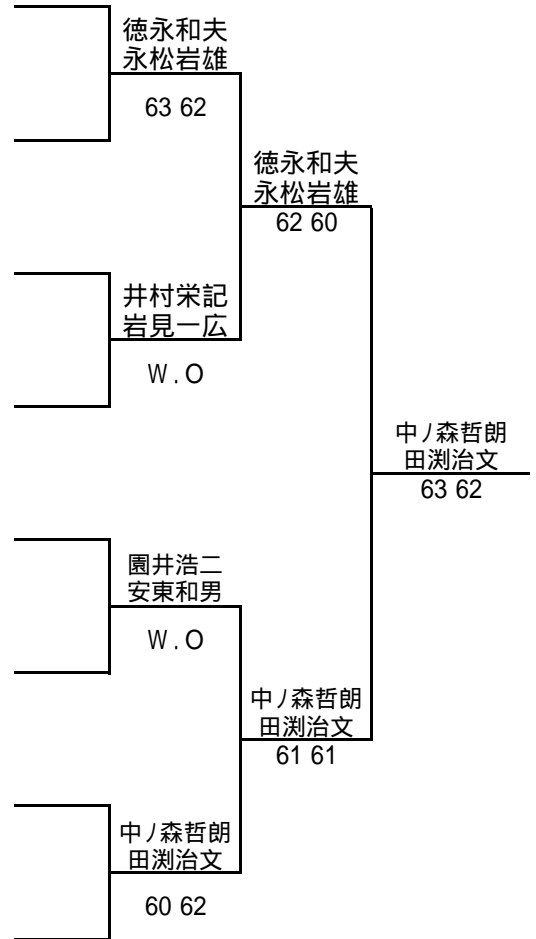 徳永和夫
永松岩雄
63 62
徳永和夫
永松岩雄
62 60
井村栄記
岩見一広
W.O
中ノ森哲朗
田渕治文
63 62
園井浩二
安東和男
W.O
中ノ森哲朗
田渕治文
61 61
中ノ森哲朗
田渕治文
60 62